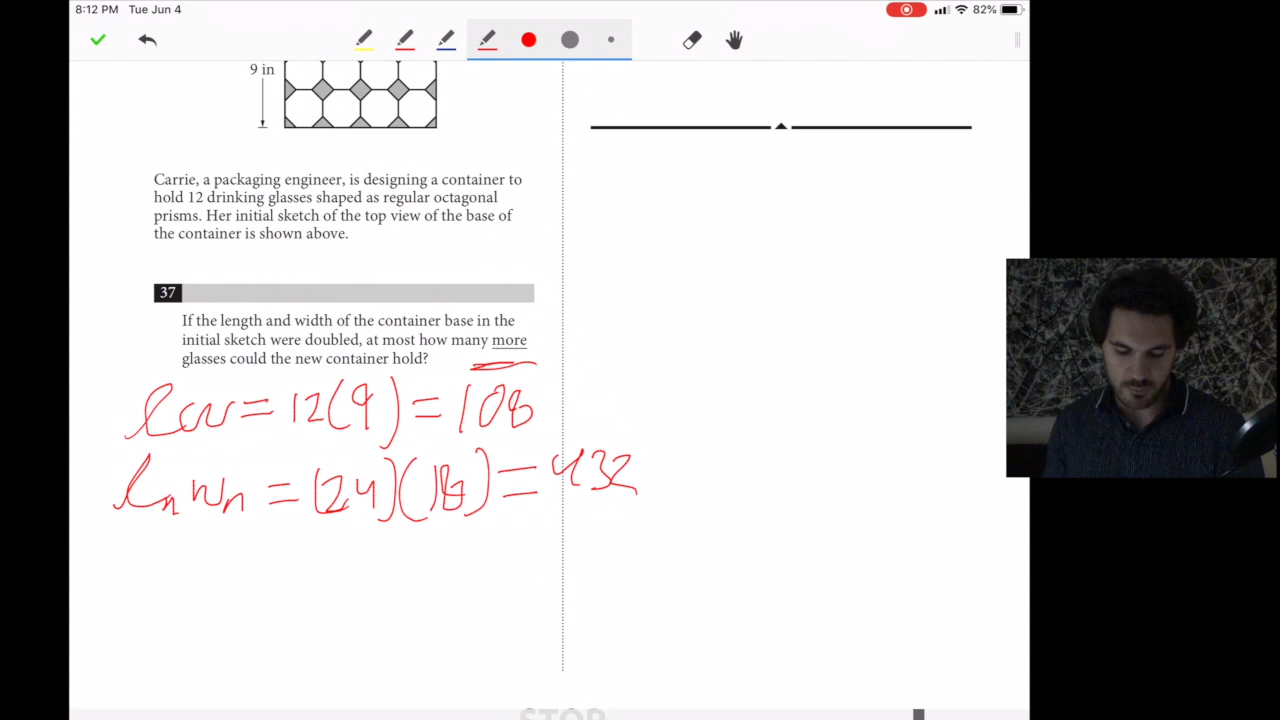 8:12 PM Tue Jun 4
82%
9 in
Carrie, a packaging engineer, is designing a container to
hold 12 drinking glasses shaped as regular octagonal
prisms. Her initial sketch of the top view of the base of
the container is shown above.
37
If the length and width of the container base in the
initial sketch were doubled, at most how many more
glasses could the new container hold?
lw = 12(9) = 108
lₙ wₙ = (24)(18) = 432
STOP